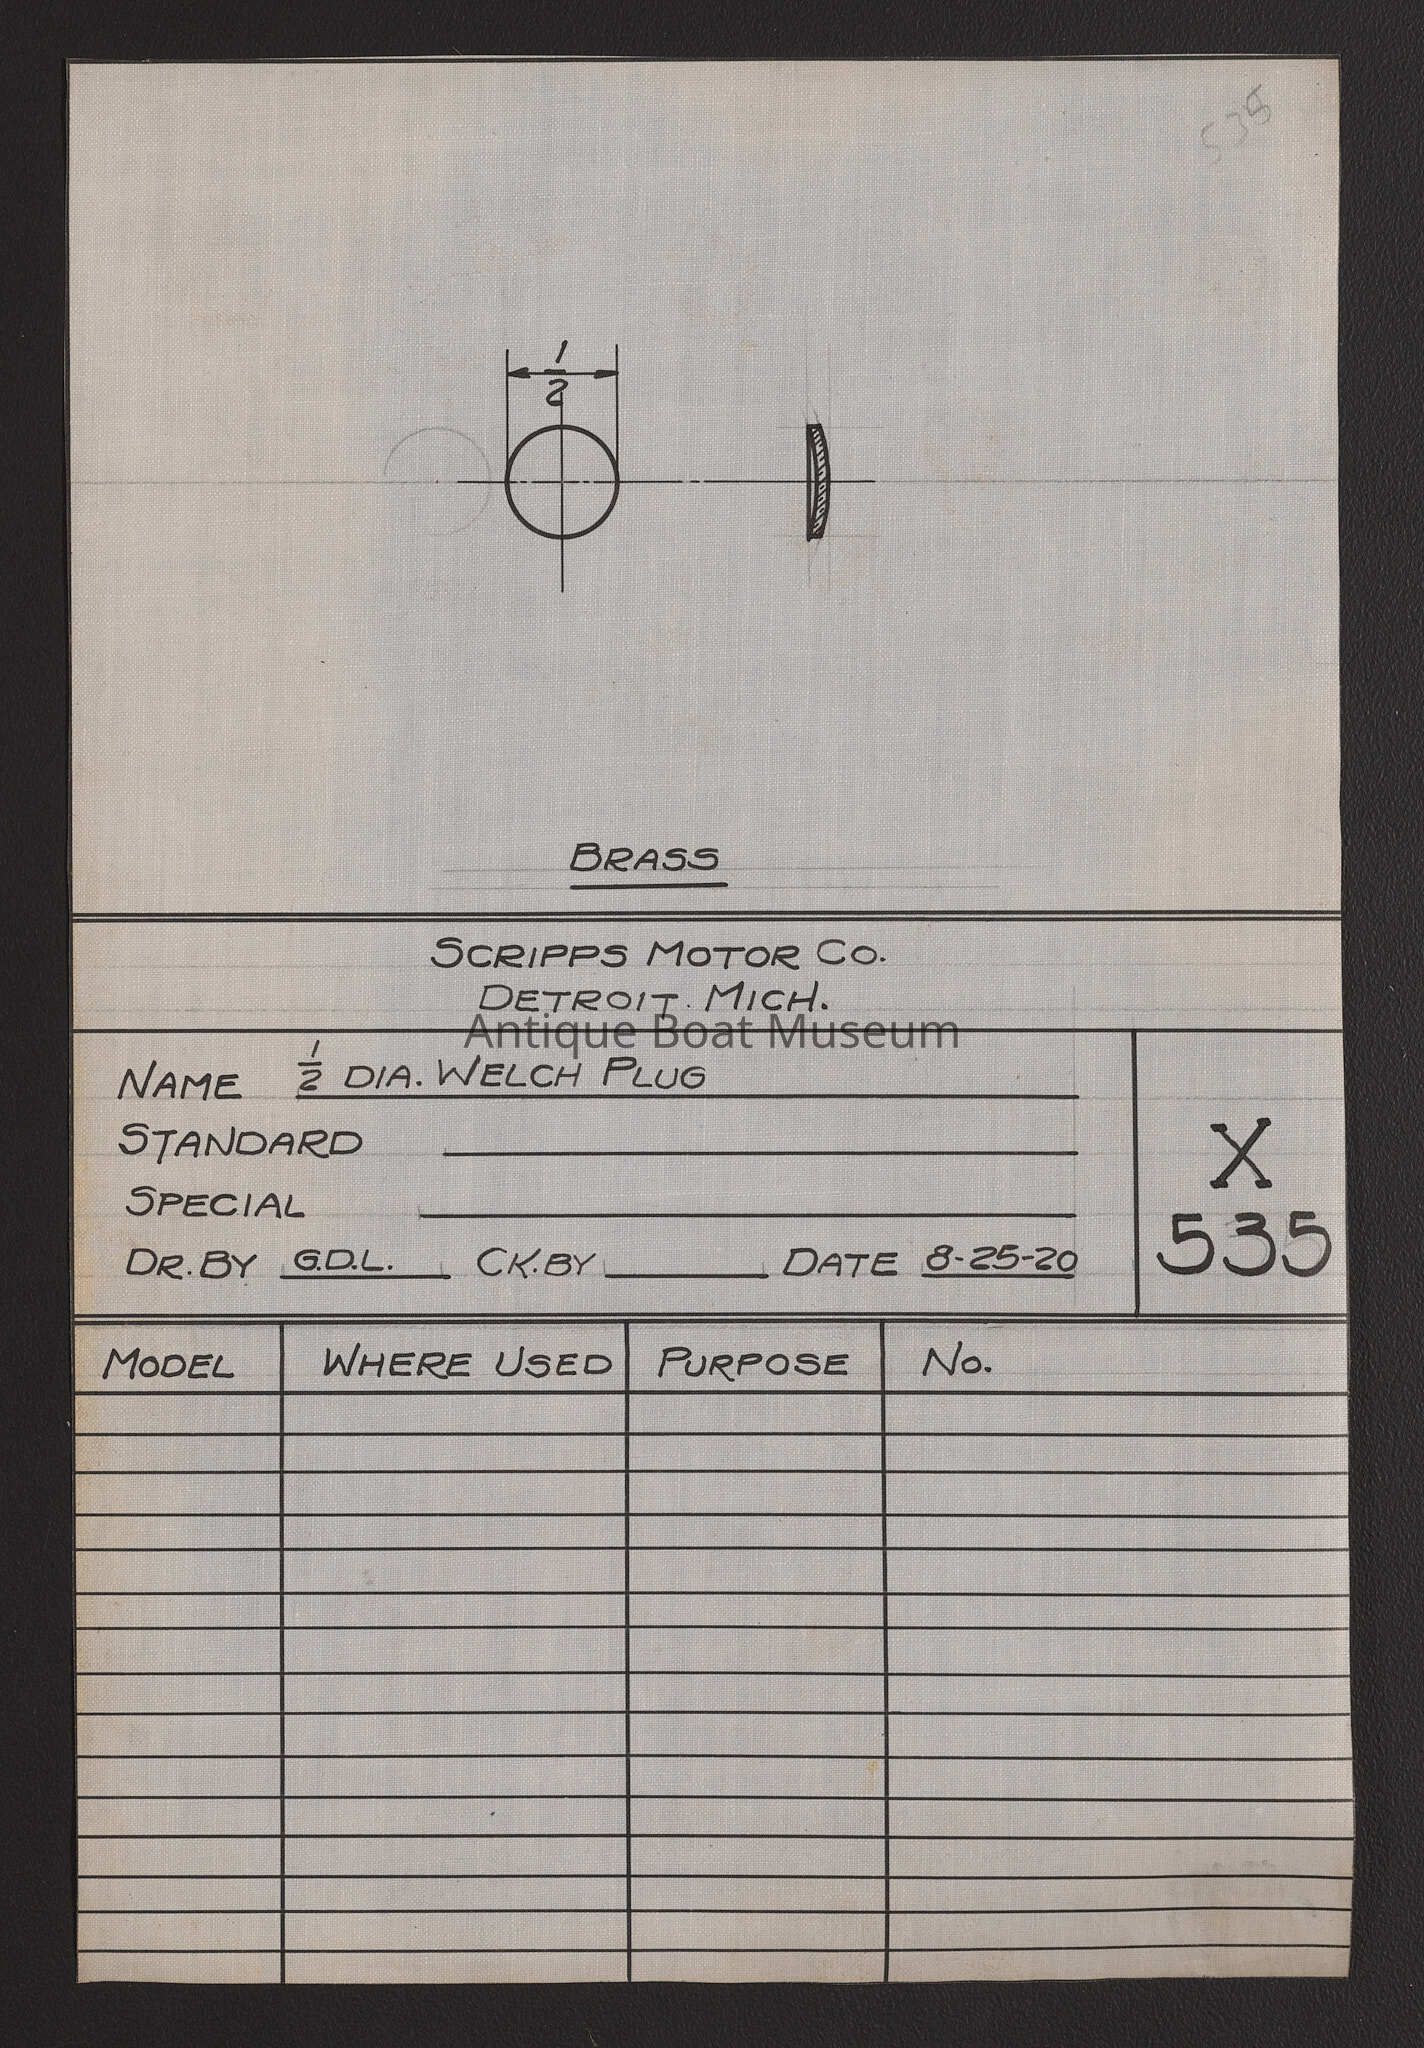 535
1/2
BRASS
SCRIPPS MOTOR CO.
DETROIT. MICH.
Antique Boat Museum
NAME 1/2 DIA. WELCH PLUG
STANDARD
SPECIAL
DR. BY G.D.L. CK. BY DATE 8-25-20
X
535
MODEL WHERE USED PURPOSE NO.